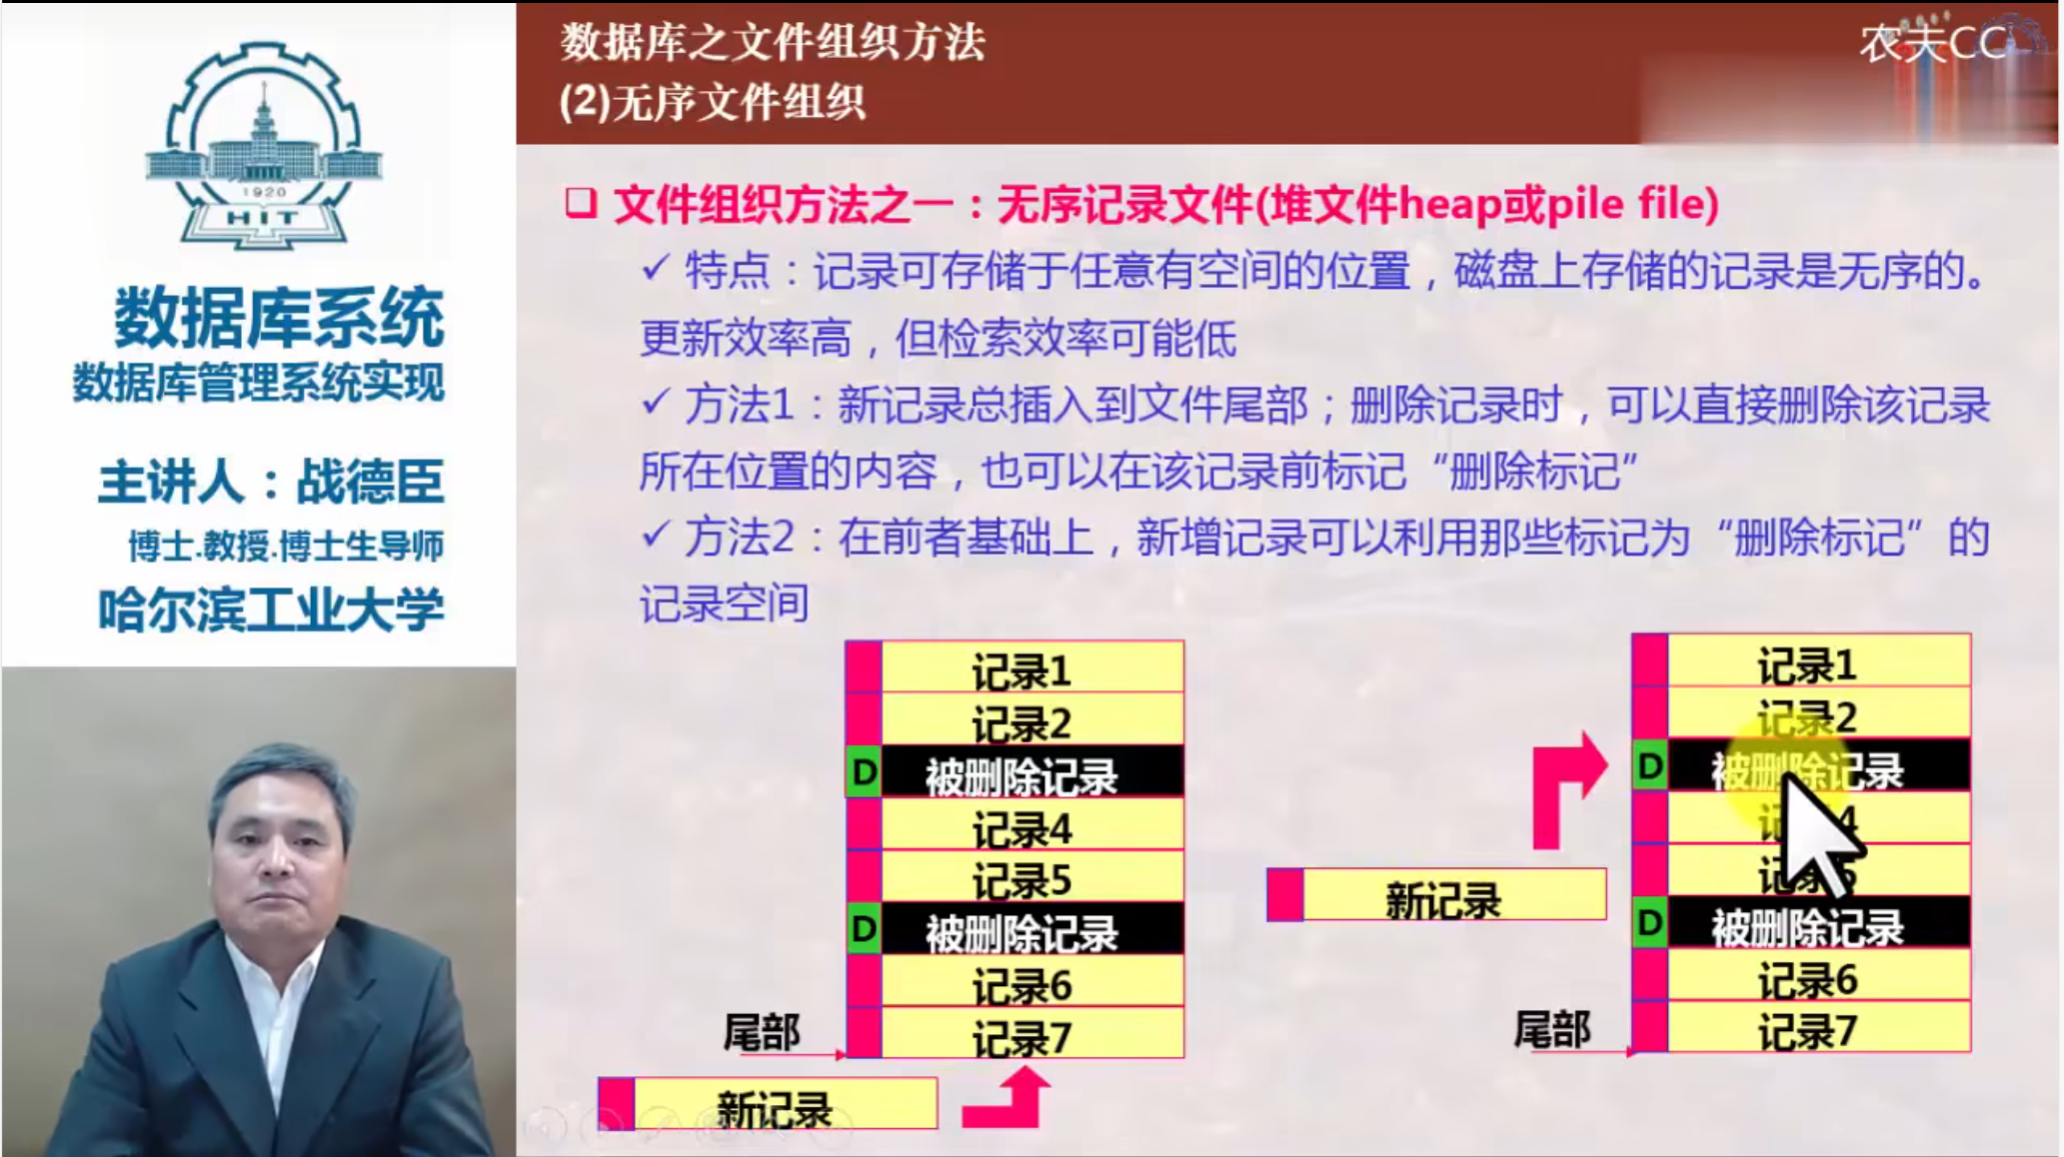 1920
HIT
数据库系统
数据库管理系统实现
主讲人：战德臣
博士.教授.博士生导师
哈尔滨工业大学
数据库之文件组织方法
(2)无序文件组织
农夫CC
❑ 文件组织方法之一：无序记录文件(堆文件heap或pile file)
✓ 特点：记录可存储于任意有空间的位置，磁盘上存储的记录是无序的。
更新效率高，但检索效率可能低
✓ 方法1：新记录总插入到文件尾部；删除记录时，可以直接删除该记录
所在位置的内容，也可以在该记录前标记“删除标记”
✓ 方法2：在前者基础上，新增记录可以利用那些标记为“删除标记”的
记录空间
记录1
记录2
D 被删除记录
记录4
记录5
D 被删除记录
记录6
记录7
尾部
新记录
新记录
记录1
记录2
D 被删除记录
记录4
记录5
D 被删除记录
记录6
记录7
尾部